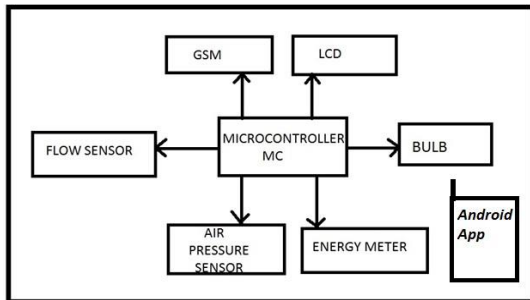 GSM
LCD
MICROCONTROLLER
MC
FLOW SENSOR
BULB
Android
App
AIR
PRESSURE
SENSOR
ENERGY METER